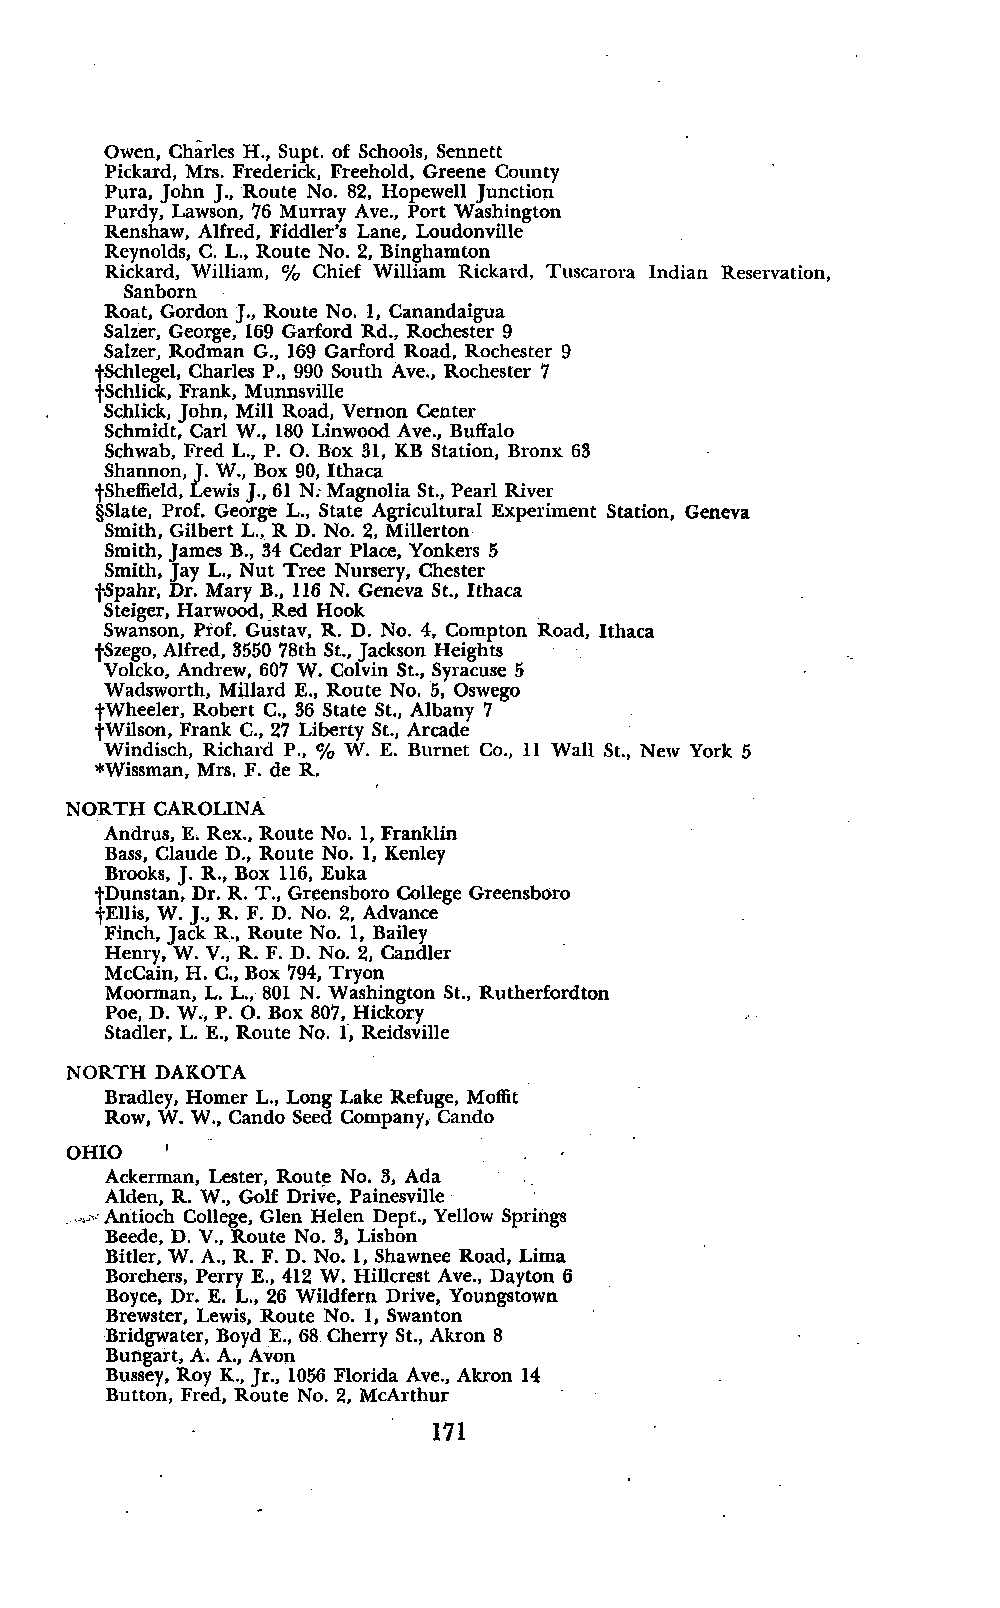 Owen, Charles H., Supt. of Schools, Sennett
Pickard, Mrs. Frederick, Freehold, Greene County
Pura, John J., Route No. 82, Hopewell Junction
Purdy, Lawson, 76 Murray Ave., Port Washington
Renshaw, Alfred, Fiddler's Lane, Loudonville
Reynolds, C. L., Route No. 2, Binghamton
Rickard, William, % Chief William Rickard, Tuscarora Indian Reservation,
Sanborn
Roat, Gordon J., Route No. 1, Canandaigua
Salzer, George, 169 Garford Rd., Rochester 9
Salzer, Rodman G., 169 Garford Road, Rochester 9
†Schlegel, Charles P., 990 South Ave., Rochester 7
†Schlick, Frank, Munnsville
Schlick, John, Mill Road, Vernon Center
Schmidt, Carl W., 180 Linwood Ave., Buffalo
Schwab, Fred L., P. O. Box 31, KB Station, Bronx 63
Shannon, J. W., Box 90, Ithaca
†Sheffield, Lewis J., 61 N. Magnolia St., Pearl River
§Slate, Prof. George L., State Agricultural Experiment Station, Geneva
Smith, Gilbert L., R D. No. 2, Millerton
Smith, James B., 34 Cedar Place, Yonkers 5
Smith, Jay L., Nut Tree Nursery, Chester
†Spahr, Dr. Mary B., 116 N. Geneva St., Ithaca
Steiger, Harwood, Red Hook
Swanson, Prof. Gustav, R. D. No. 4, Compton Road, Ithaca
†Szego, Alfred, 3550 78th St., Jackson Heights
Volcko, Andrew, 607 W. Colvin St., Syracuse 5
Wadsworth, Millard E., Route No. 5, Oswego
†Wheeler, Robert C., 36 State St., Albany 7
†Wilson, Frank C., 27 Liberty St., Arcade
Windisch, Richard P., % W. E. Burnet Co., 11 Wall St., New York 5
*Wissman, Mrs. F. de R.
NORTH CAROLINA
Andrus, E. Rex., Route No. 1, Franklin
Bass, Claude D., Route No. 1, Kenley
Brooks, J. R., Box 116, Euka
†Dunstan, Dr. R. T., Greensboro College Greensboro
†Ellis, W. J., R. F. D. No. 2, Advance
Finch, Jack R., Route No. 1, Bailey
Henry, W. V., R. F. D. No. 2, Candler
McCain, H. C., Box 794, Tryon
Moorman, L. L., 801 N. Washington St., Rutherfordton
Poe, D. W., P. O. Box 807, Hickory
Stadler, L. E., Route No. 1, Reidsville
NORTH DAKOTA
Bradley, Homer L., Long Lake Refuge, Moffit
Row, W. W., Cando Seed Company, Cando
OHIO
Ackerman, Lester, Route No. 3, Ada
Alden, R. W., Golf Drive, Painesville
Antioch College, Glen Helen Dept., Yellow Springs
Beede, D. V., Route No. 3, Lisbon
Bitler, W. A., R. F. D. No. 1, Shawnee Road, Lima
Borchers, Perry E., 412 W. Hillcrest Ave., Dayton 6
Boyce, Dr. E. L., 26 Wildfern Drive, Youngstown
Brewster, Lewis, Route No. 1, Swanton
Bridgwater, Boyd E., 68 Cherry St., Akron 8
Bungart, A. A., Avon
Bussey, Roy K., Jr., 1056 Florida Ave., Akron 14
Button, Fred, Route No. 2, McArthur
171